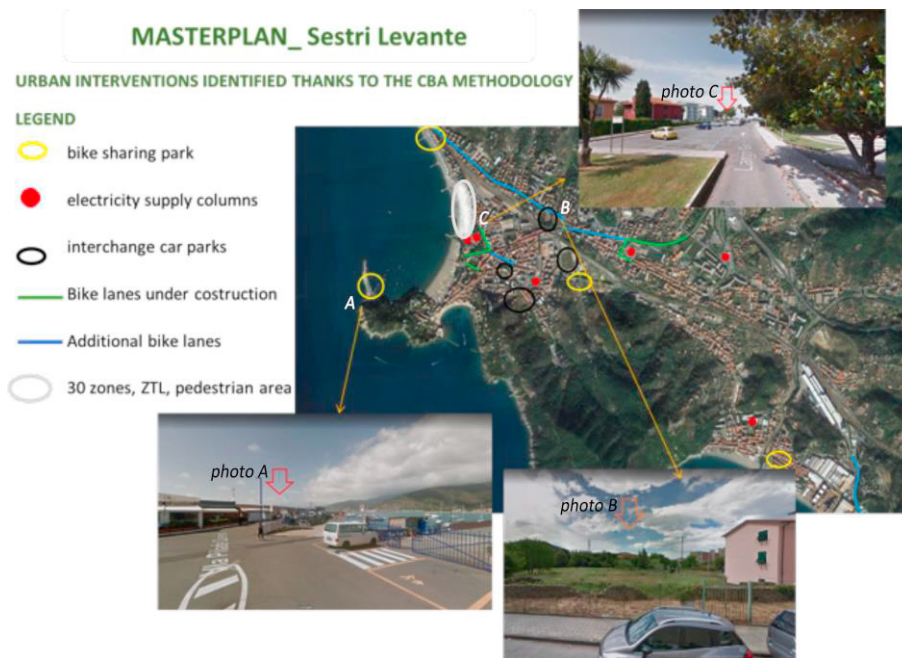 MASTERPLAN_ Sestri Levante
URBAN INTERVENTIONS IDENTIFIED THANKS TO THE CBA METHODOLOGY
LEGEND
bike sharing park
electricity supply columns
interchange car parks
Bike lanes under costruction
Additional bike lanes
30 zones, ZTL, pedestrian area
photo C
C
B
A
photo A
photo B